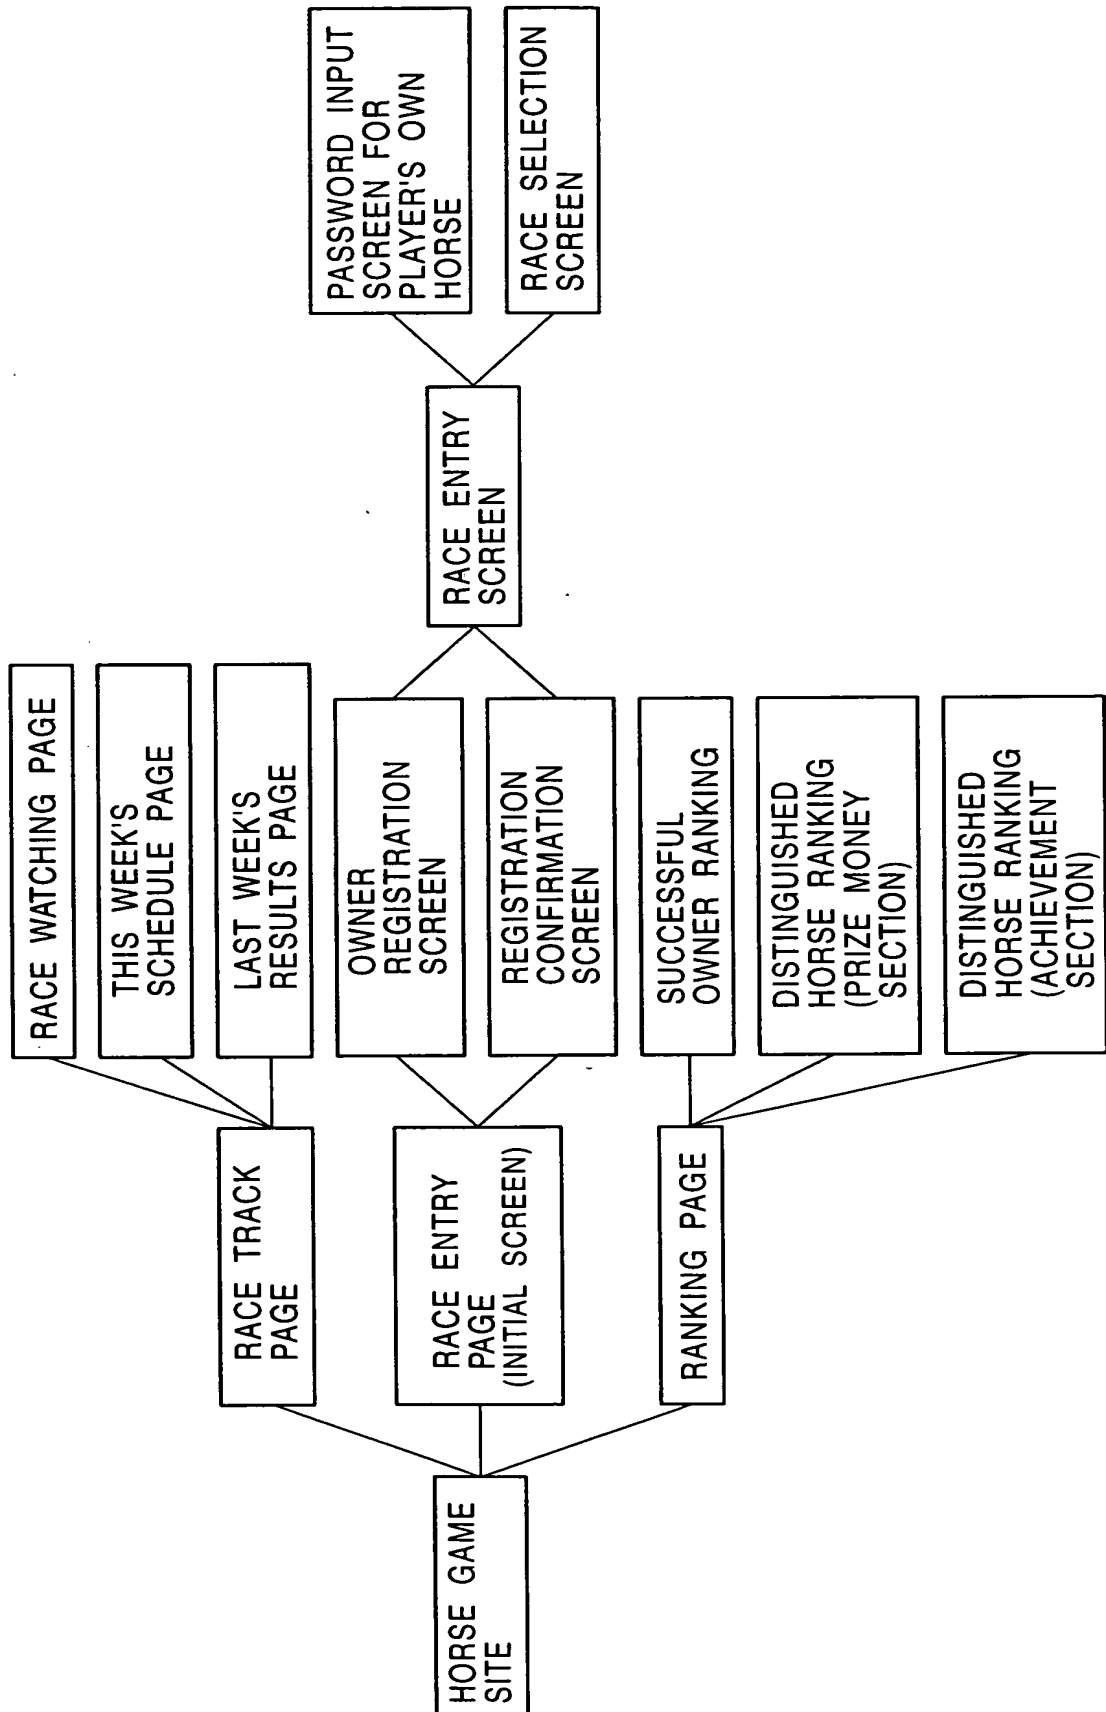 HORSE GAME
SITE
RACE TRACK
PAGE
RACE ENTRY
PAGE
(INITIAL SCREEN)
RANKING PAGE
RACE WATCHING PAGE
THIS WEEK'S
SCHEDULE PAGE
LAST WEEK'S
RESULTS PAGE
OWNER
REGISTRATION
SCREEN
REGISTRATION
CONFIRMATION
SCREEN
SUCCESSFUL
OWNER RANKING
DISTINGUISHED
HORSE RANKING
(PRIZE MONEY
SECTION)
DISTINGUISHED
HORSE RANKING
(ACHIEVEMENT
SECTION)
RACE ENTRY
SCREEN
PASSWORD INPUT
SCREEN FOR
PLAYER'S OWN
HORSE
RACE SELECTION
SCREEN